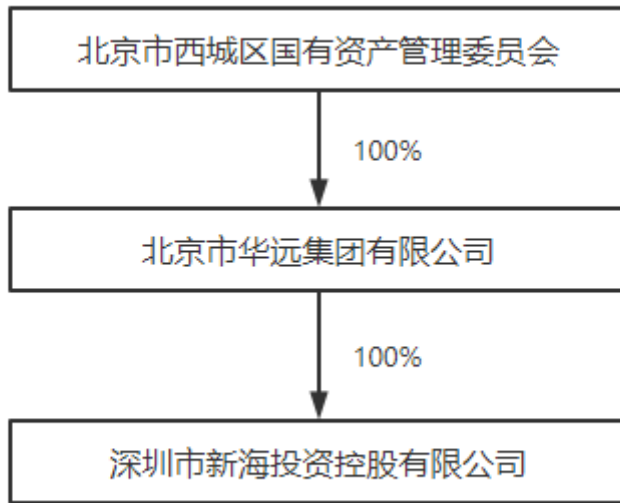 北京市西城区国有资产管理委员会
100%
北京市华远集团有限公司
100%
深圳市新海投资控股有限公司